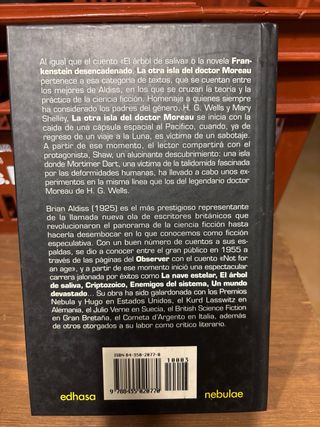 Al igual que el cuento «El árbol de saliva» o la novela Fran-
kenstein desencadenado, La otra isla del doctor Moreau
pertenece a esa categoría de textos, que se cuentan entre
los mejores de Aldiss, en los que se cruzan la teoría y la
práctica de la ciencia ficción. Homenaje a quienes siempre
ha considerado los padres del género, H. G. Wells y Mary
Shelley, La otra isla del doctor Moreau se inicia con la
caída de una cápsula espacial al Pacífico, cuando, ya de
regreso de un viaje a la Luna, es víctima de un sabotaje.
A partir de ese momento, el lector compartirá con el
protagonista, Shaw, un alucinante descubrimiento: una isla
donde Mortimer Dart, una víctima de la talidomida fascinada
por las deformidades humanas, ha llevado a cabo unos ex-
perimentos en la misma línea que los del legendario doctor
Moreau de H. G. Wells.
Brian Aldiss (1925) es el más prestigioso representante
de la llamada nueva ola de escritores británicos que
revolucionaron el panorama de la ciencia ficción hasta
hacerla desembocar en lo que conocemos como ficción
especulativa. Con un buen número de cuentos a sus es-
paldas, se dio a conocer entre el gran público en 1955 a
través de las páginas del Observer con el cuento «Not for
an age», y a partir de ese momento inició una espectacular
carrera jalonada por éxitos como La nave estelar, El árbol
de saliva, Criptozoico, Enemigos del sistema, Un mundo
devastado... Su obra ha sido galardonada con los Premios
Nebula y Hugo en Estados Unidos, el Kurd Losswitz en
Alemania, el Julio Verne en Suecia, el British Science Fiction
en Gran Bretaña, el Cometa d'Argento en Italia, además
de otros otorgados a su labor como crítico literario.
ISBN: 84-350-2077-0
10003
9 788435 020770
edhasa
nebulae